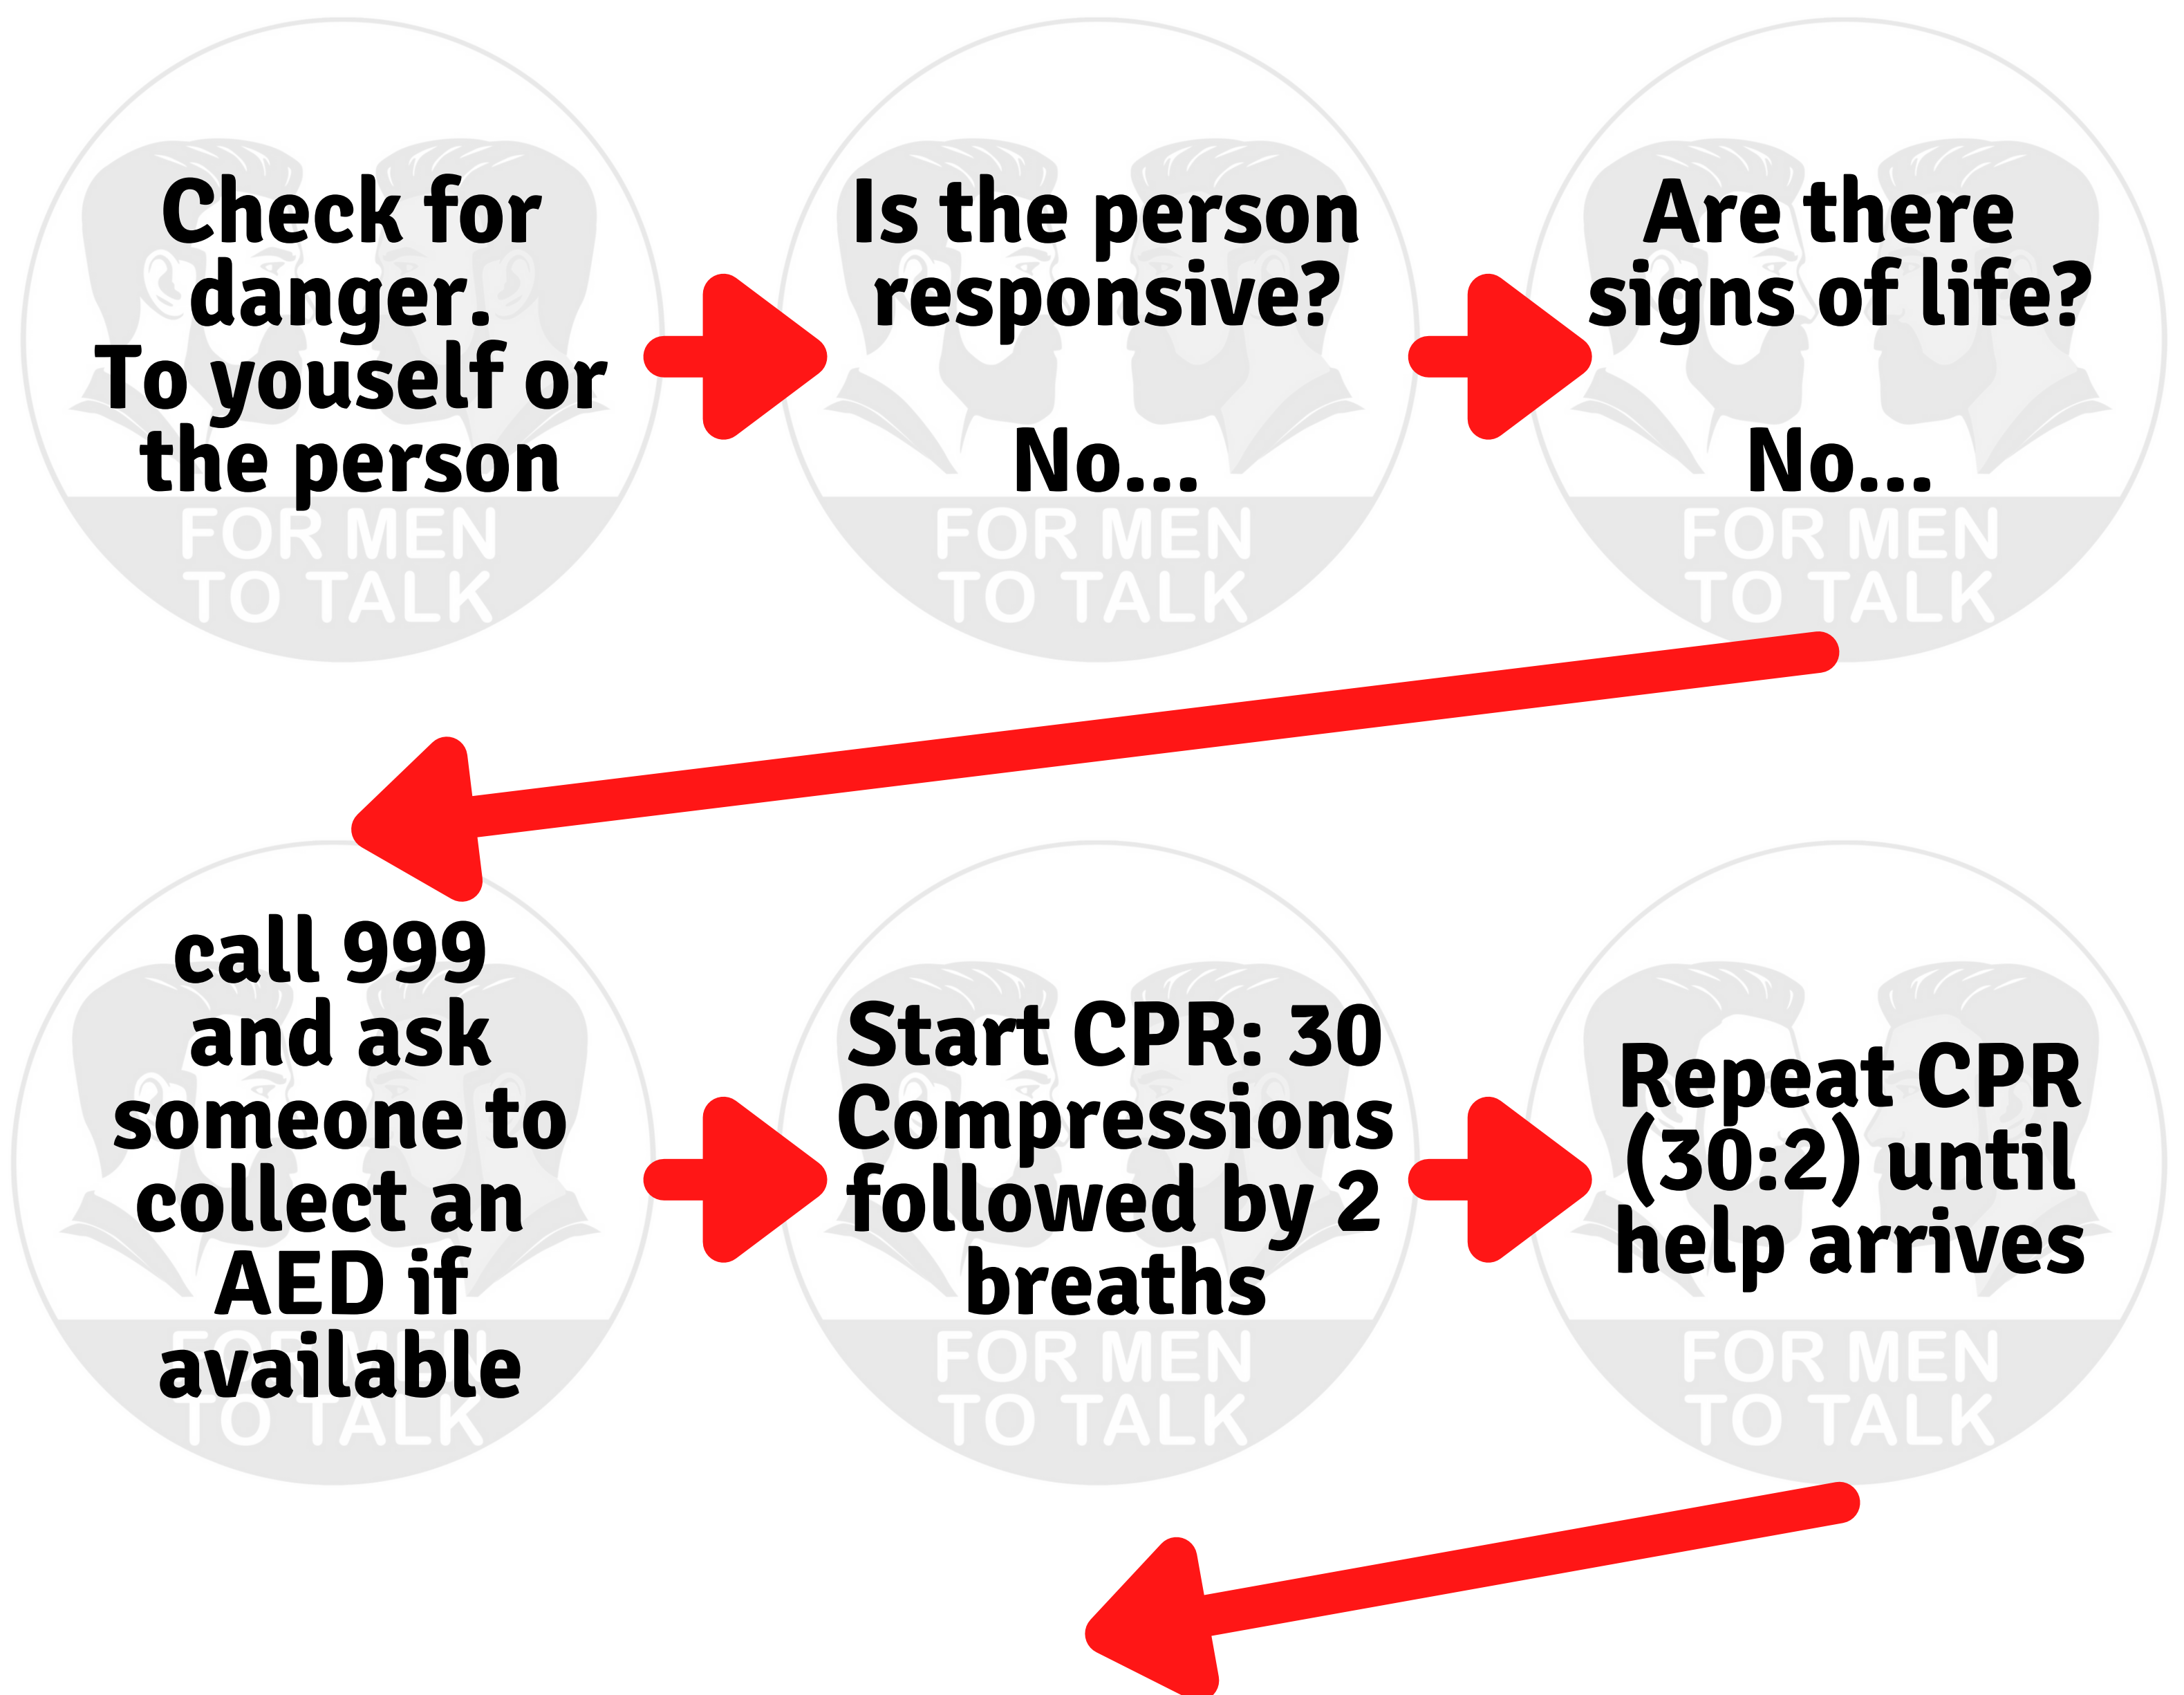 Check for
danger.
To youself or
the person
FOR MEN
TO TALK
Is the person
responsive?
No...
FOR MEN
TO TALK
Are there
signs of life?
No....
FOR MEN
TO TALK
call 999
and ask
someone to
collect an
AED if
available
FOR MEN
TO TALK
Start CPR: 30
Compressions
followed by 2
breaths
FOR MEN
TO TALK
Repeat CPR
(30:2) until
help arrives
FOR MEN
TO TALK